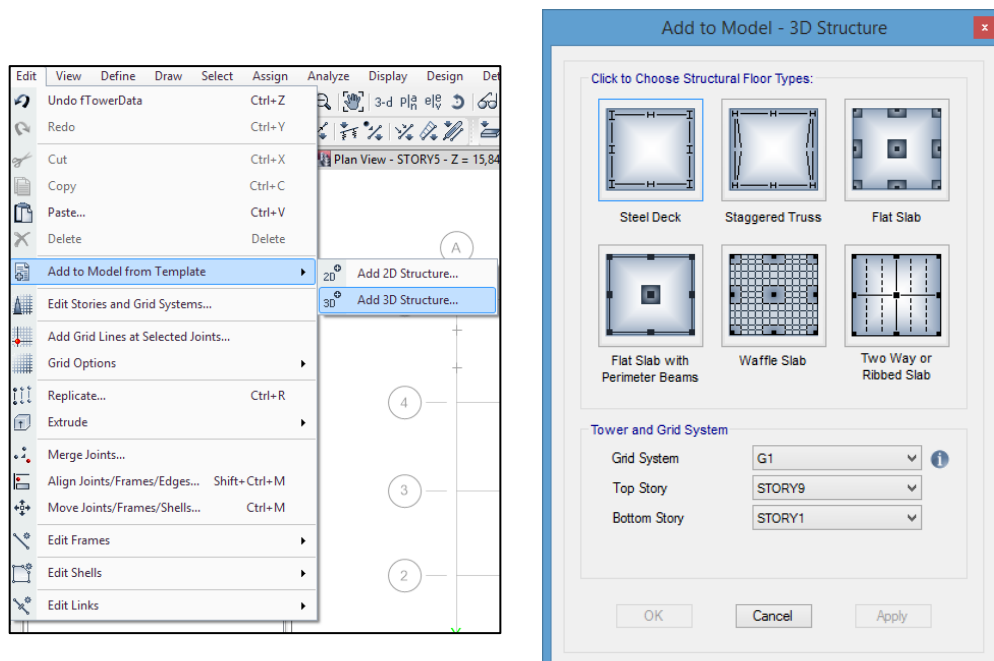 Edit View Define Draw Select Assign Analyze Display Design Det
Undo fTowerData Ctrl+Z
Redo Ctrl+Y
Cut Ctrl+X
Copy Ctrl+C
Paste... Ctrl+V
Delete Delete
Add to Model from Template
Edit Stories and Grid Systems...
Add Grid Lines at Selected Joints...
Grid Options
Replicate... Ctrl+R
Extrude
Merge Joints...
Align Joints/Frames/Edges... Shift+Ctrl+M
Move Joints/Frames/Shells... Ctrl+M
Edit Frames
Edit Shells
Edit Links
3-d
Plan View - STORY5 - Z = 15,84
A
2D Add 2D Structure...
3D Add 3D Structure...
4
3
2
Add to Model - 3D Structure
x
Click to Choose Structural Floor Types:
Steel Deck
Staggered Truss
Flat Slab
Flat Slab with
Perimeter Beams
Waffle Slab
Two Way or
Ribbed Slab
Tower and Grid System
Grid System G1
Top Story STORY9
Bottom Story STORY1
OK Cancel Apply